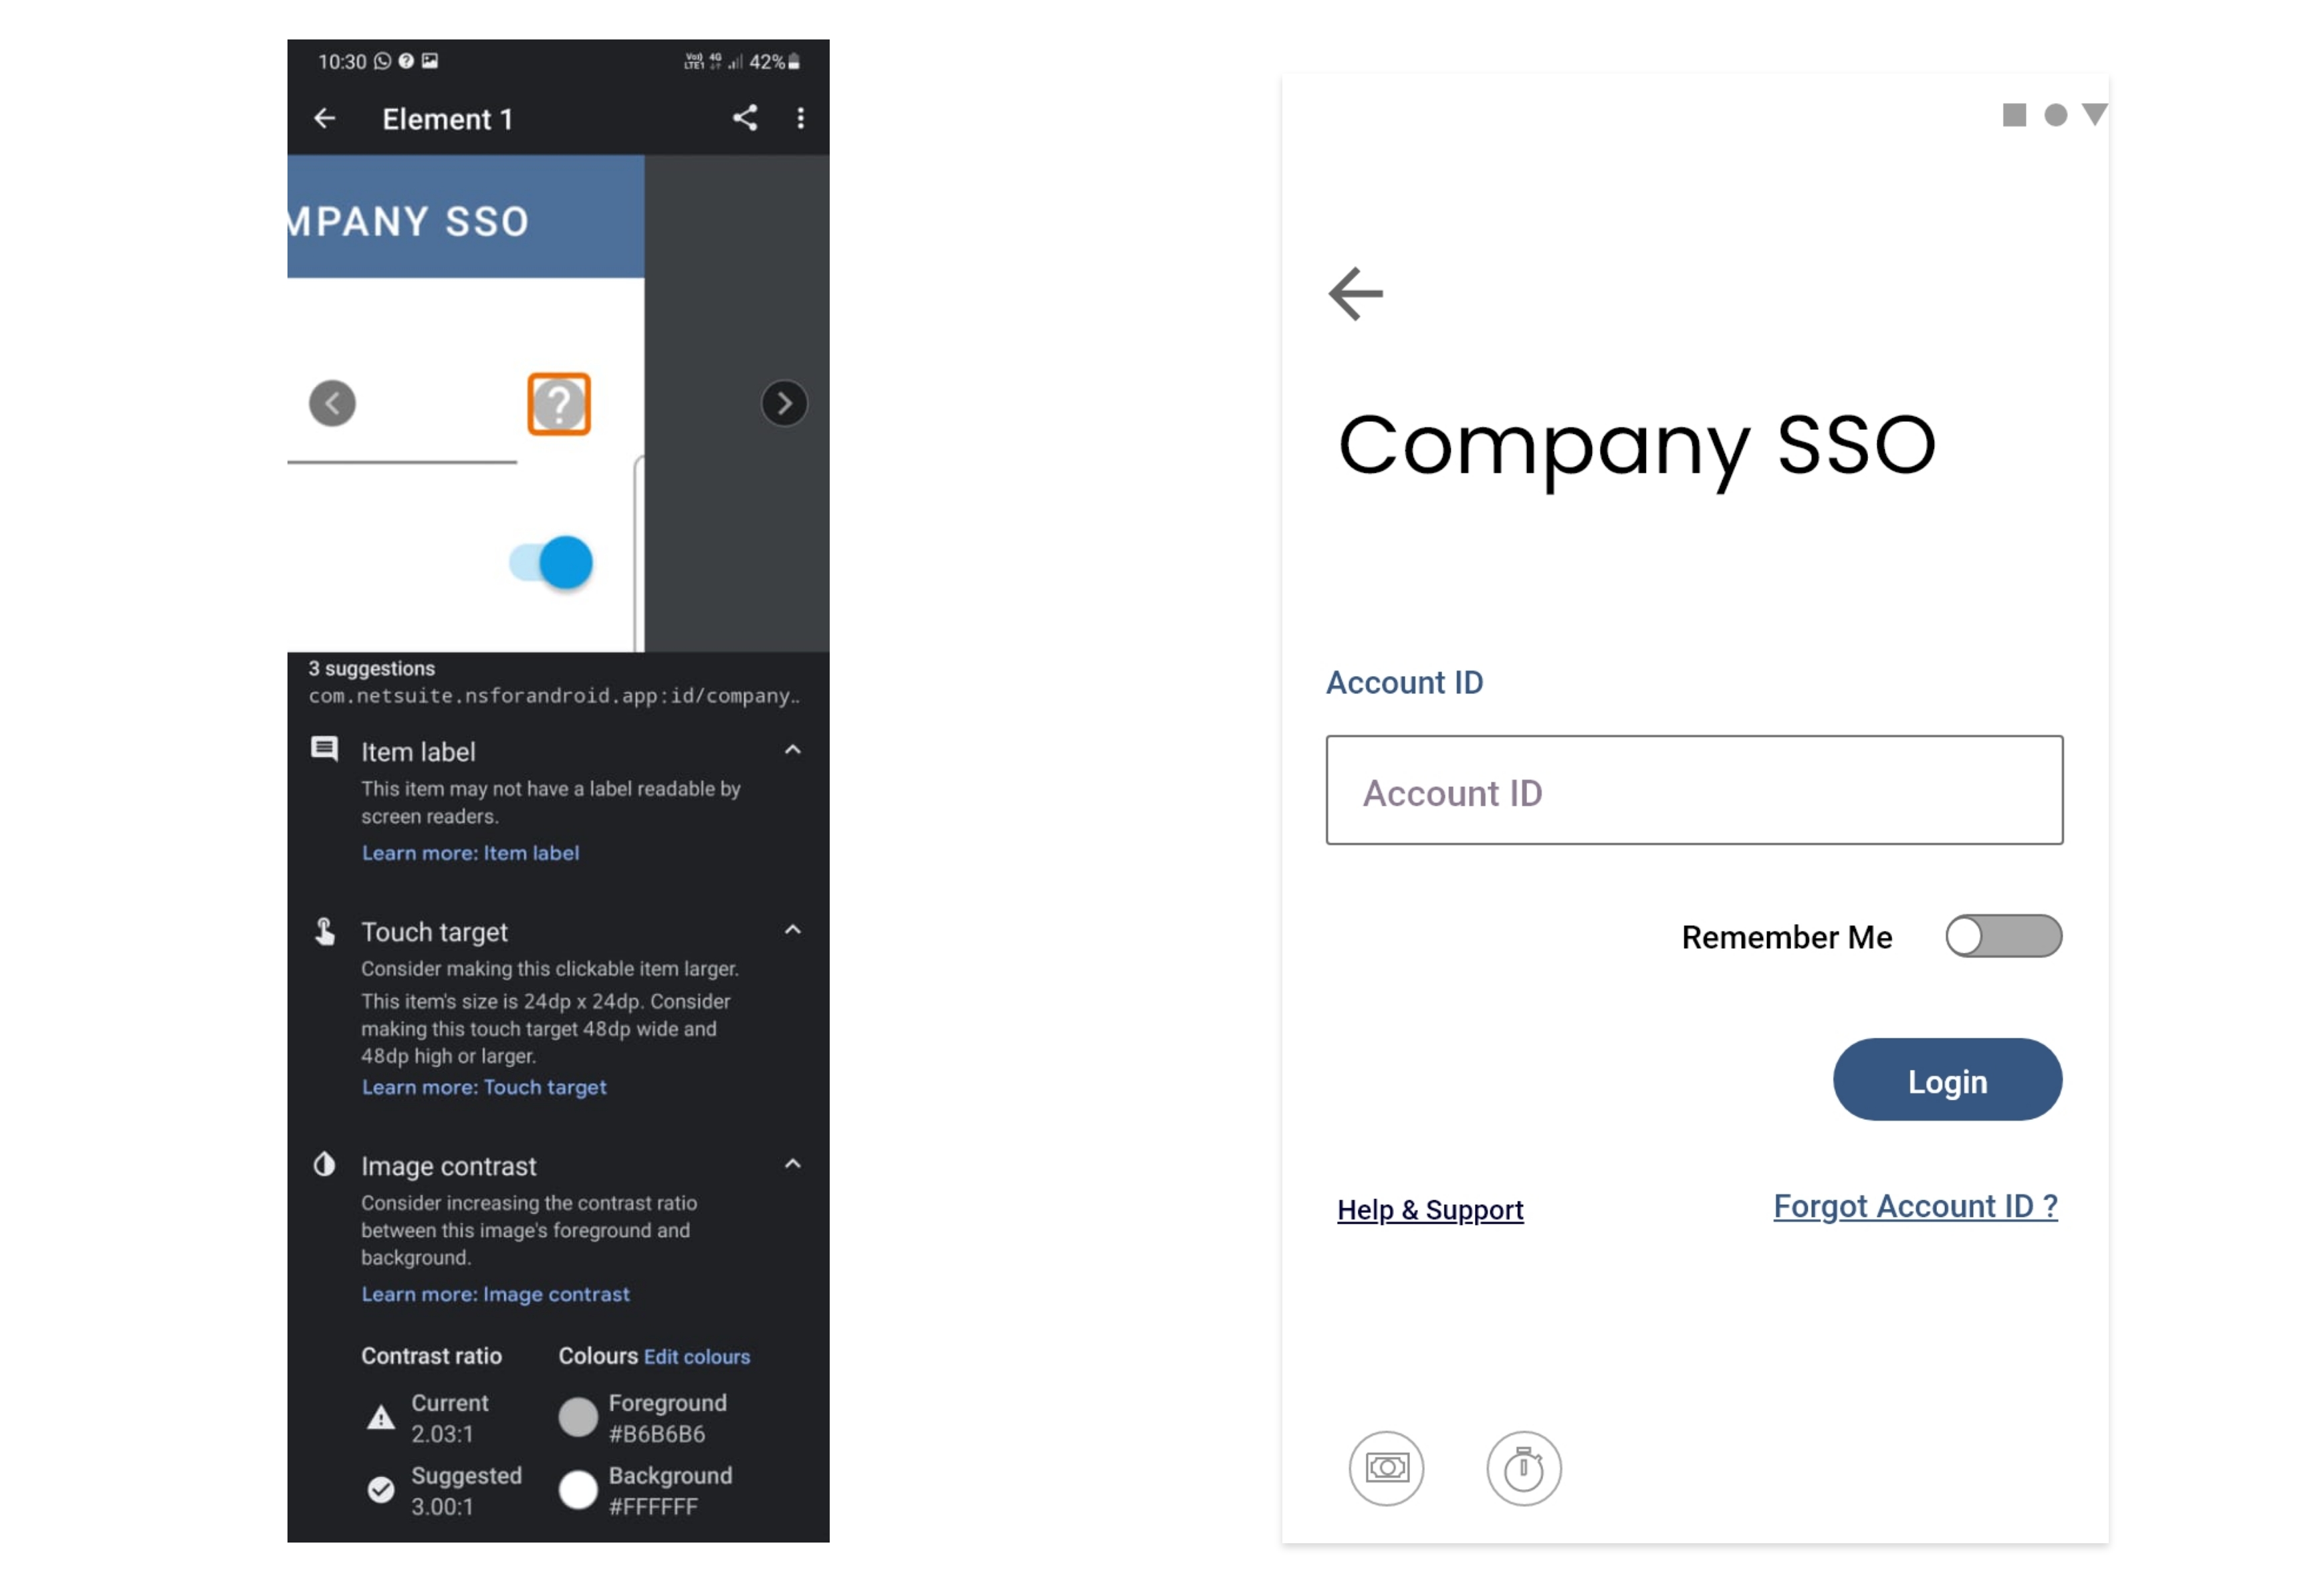 10:30
Vo)) 4G
LTE1 42%
Element 1
MPANY SSO
?
3 suggestions
com.netsuite.nsforandroid.app:id/company..
Item label
This item may not have a label readable by
screen readers.
Learn more: Item label
Touch target
Consider making this clickable item larger.
This item's size is 24dp x 24dp. Consider
making this touch target 48dp wide and
48dp high or larger.
Learn more: Touch target
Image contrast
Consider increasing the contrast ratio
between this image's foreground and
background.
Learn more: Image contrast
Contrast ratio
Colours Edit colours
Current
2.03:1
Foreground
#B6B6B6
Suggested
3.00:1
Background
#FFFFFF
Company SSO
Account ID
Account ID
Remember Me
Login
Help & Support
Forgot Account ID ?